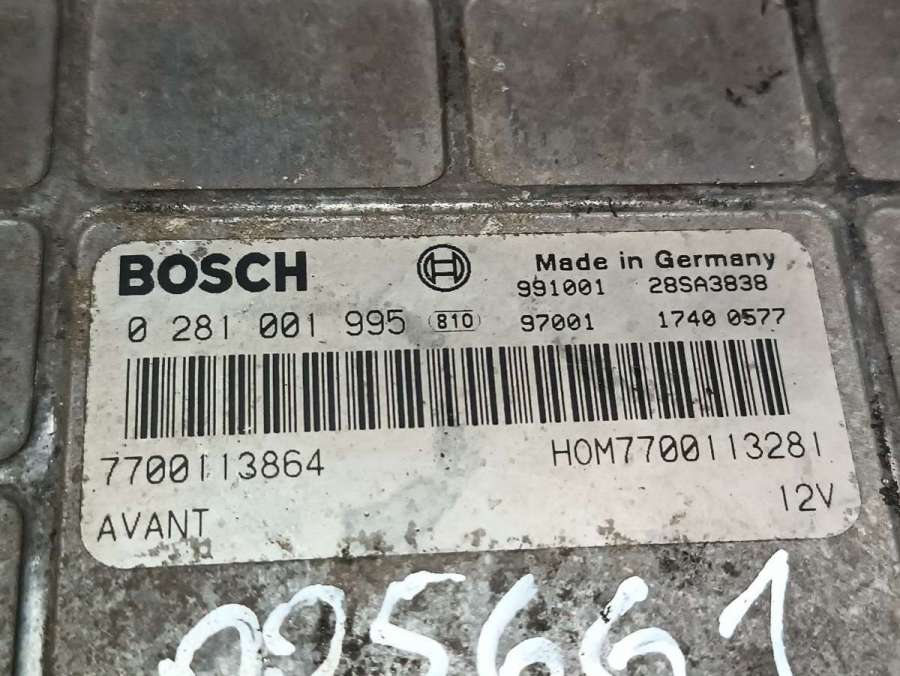 BOSCH
Made in Germany
991001 28SA3838
0 281 001 995 810 97001 1740 0577
7700113864 HOM7700113281
AVANT 12V